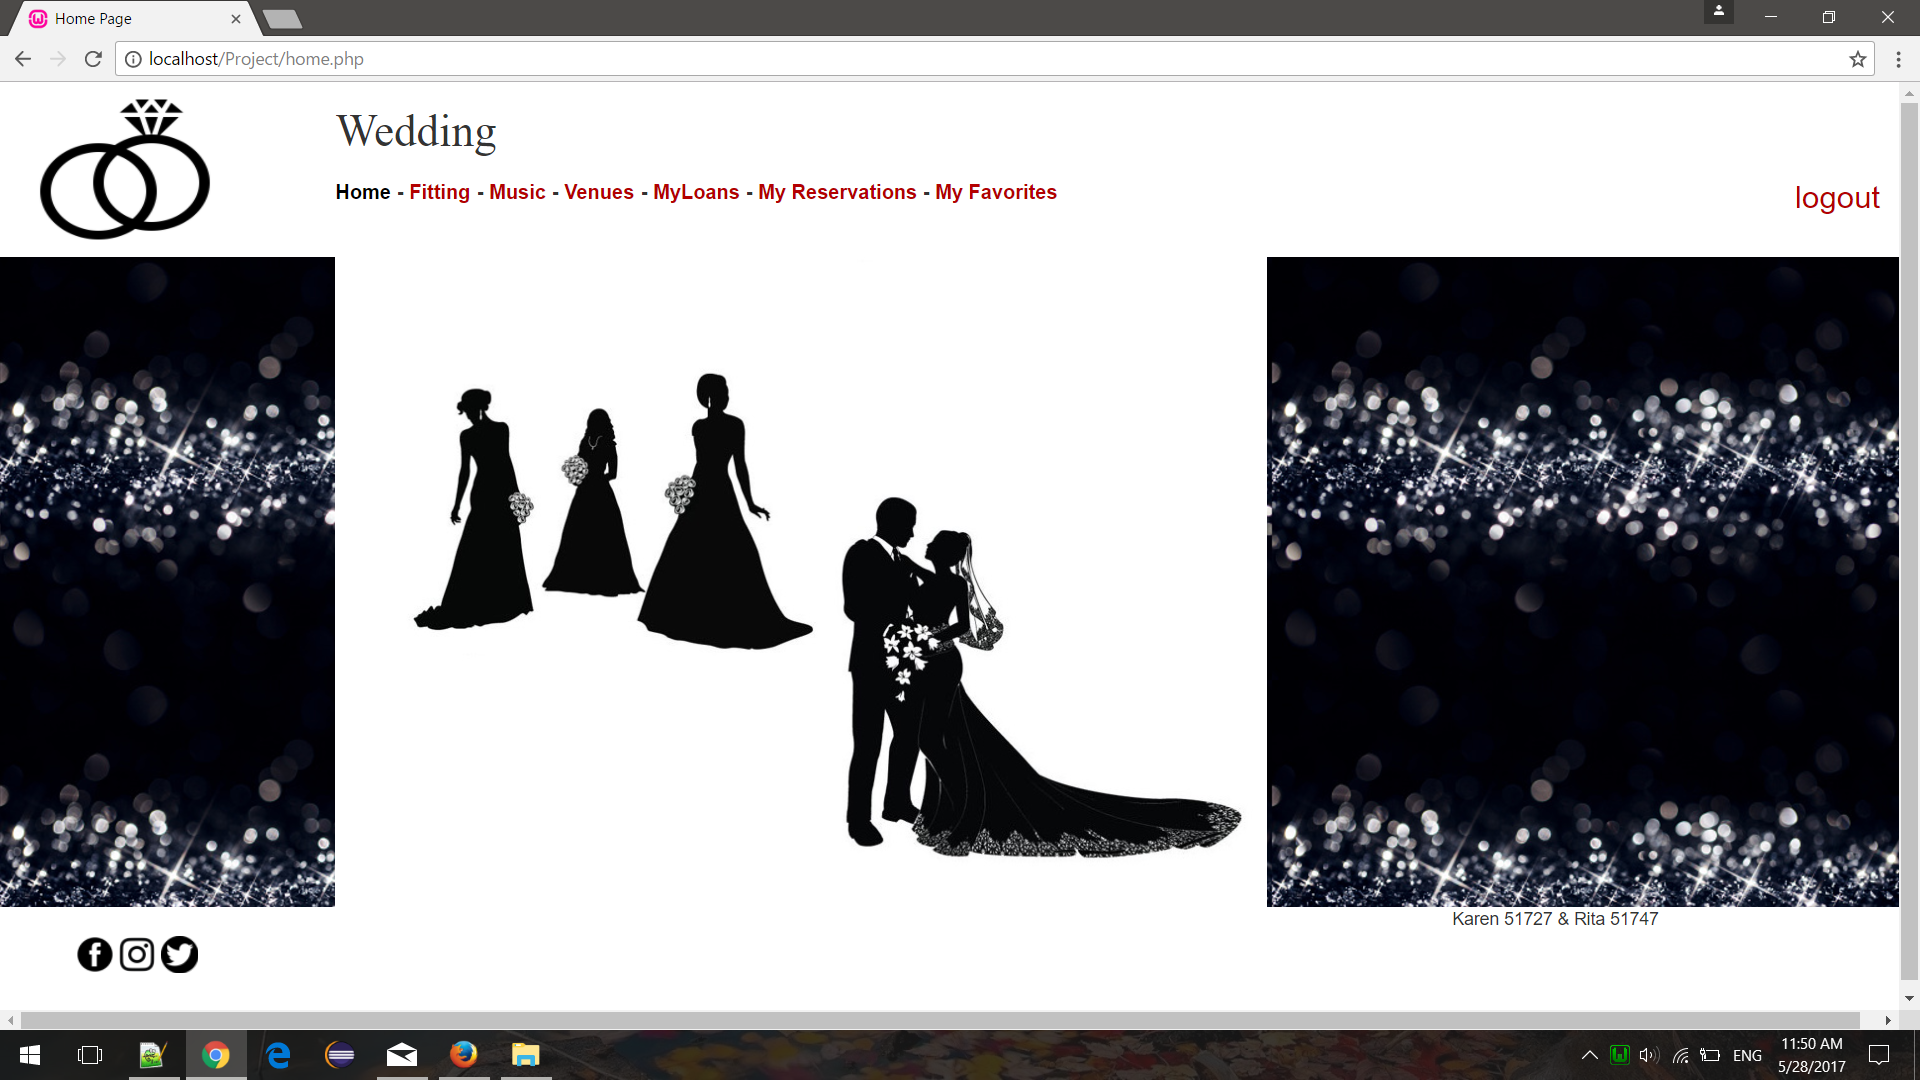 Home Page
localhost/Project/home.php
Wedding
Home - Fitting - Music - Venues - MyLoans - My Reservations - My Favorites
logout
Karen 51727 & Rita 51747
ENG
11:50 AM
5/28/2017